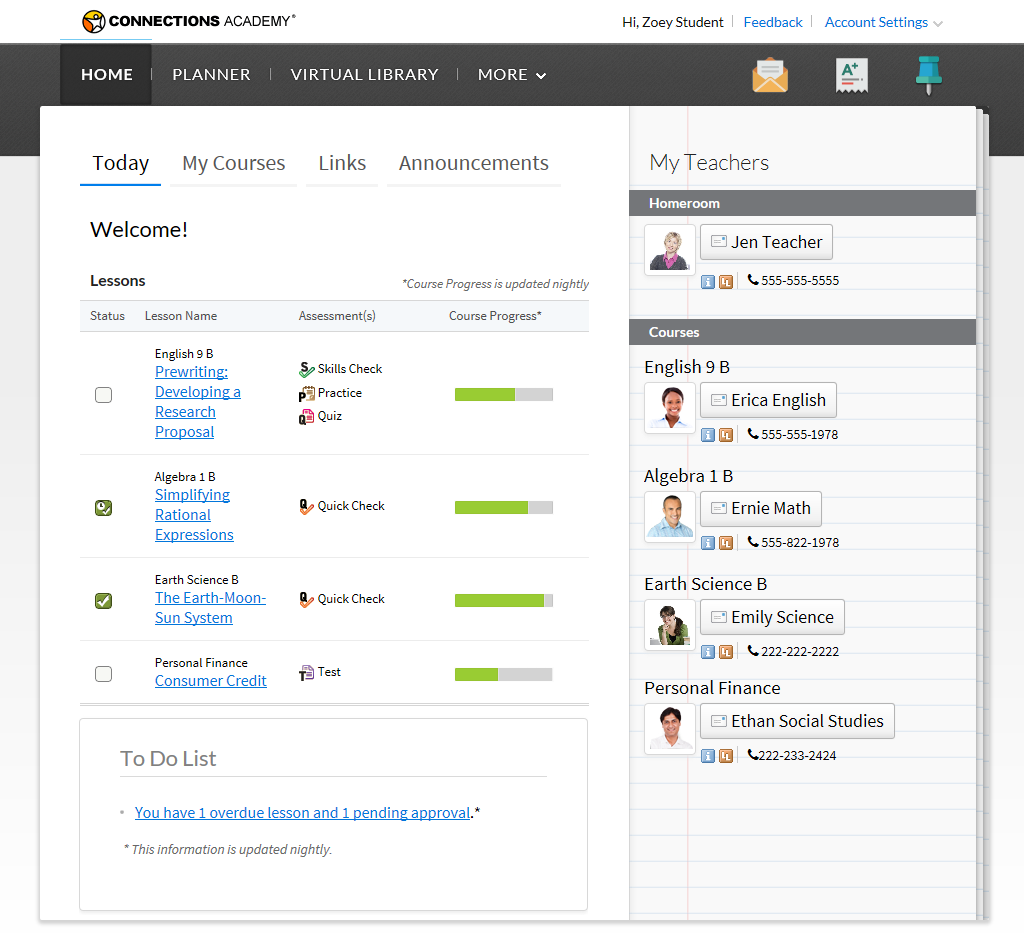 CONNECTIONS ACADEMY®
Hi, Zoey Student
Feedback
Account Settings
HOME
PLANNER
VIRTUAL LIBRARY
MORE
A+
Today
My Courses
Links
Announcements
Welcome!
Lessons
*Course Progress is updated nightly
Status
Lesson Name
Assessment(s)
Course Progress*
English 9 B
Prewriting:
Developing a
Research
Proposal
S Skills Check
P Practice
Q Quiz
Algebra 1 B
Simplifying
Rational
Expressions
Q Quick Check
Earth Science B
The Earth-Moon-
Sun System
Q Quick Check
Personal Finance
Consumer Credit
T Test
To Do List
You have 1 overdue lesson and 1 pending approval.*
* This information is updated nightly.
My Teachers
Homeroom
Jen Teacher
555-555-5555
Courses
English 9 B
Erica English
555-555-1978
Algebra 1 B
Ernie Math
555-822-1978
Earth Science B
Emily Science
222-222-2222
Personal Finance
Ethan Social Studies
222-233-2424